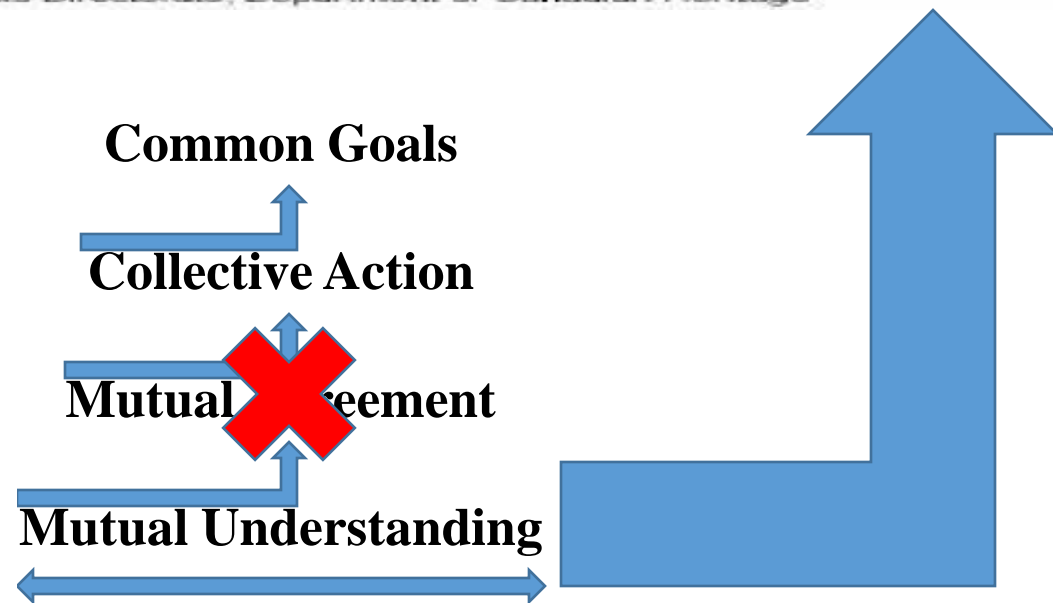 Common Goals
Collective Action
Mutual reement
Mutual Understanding